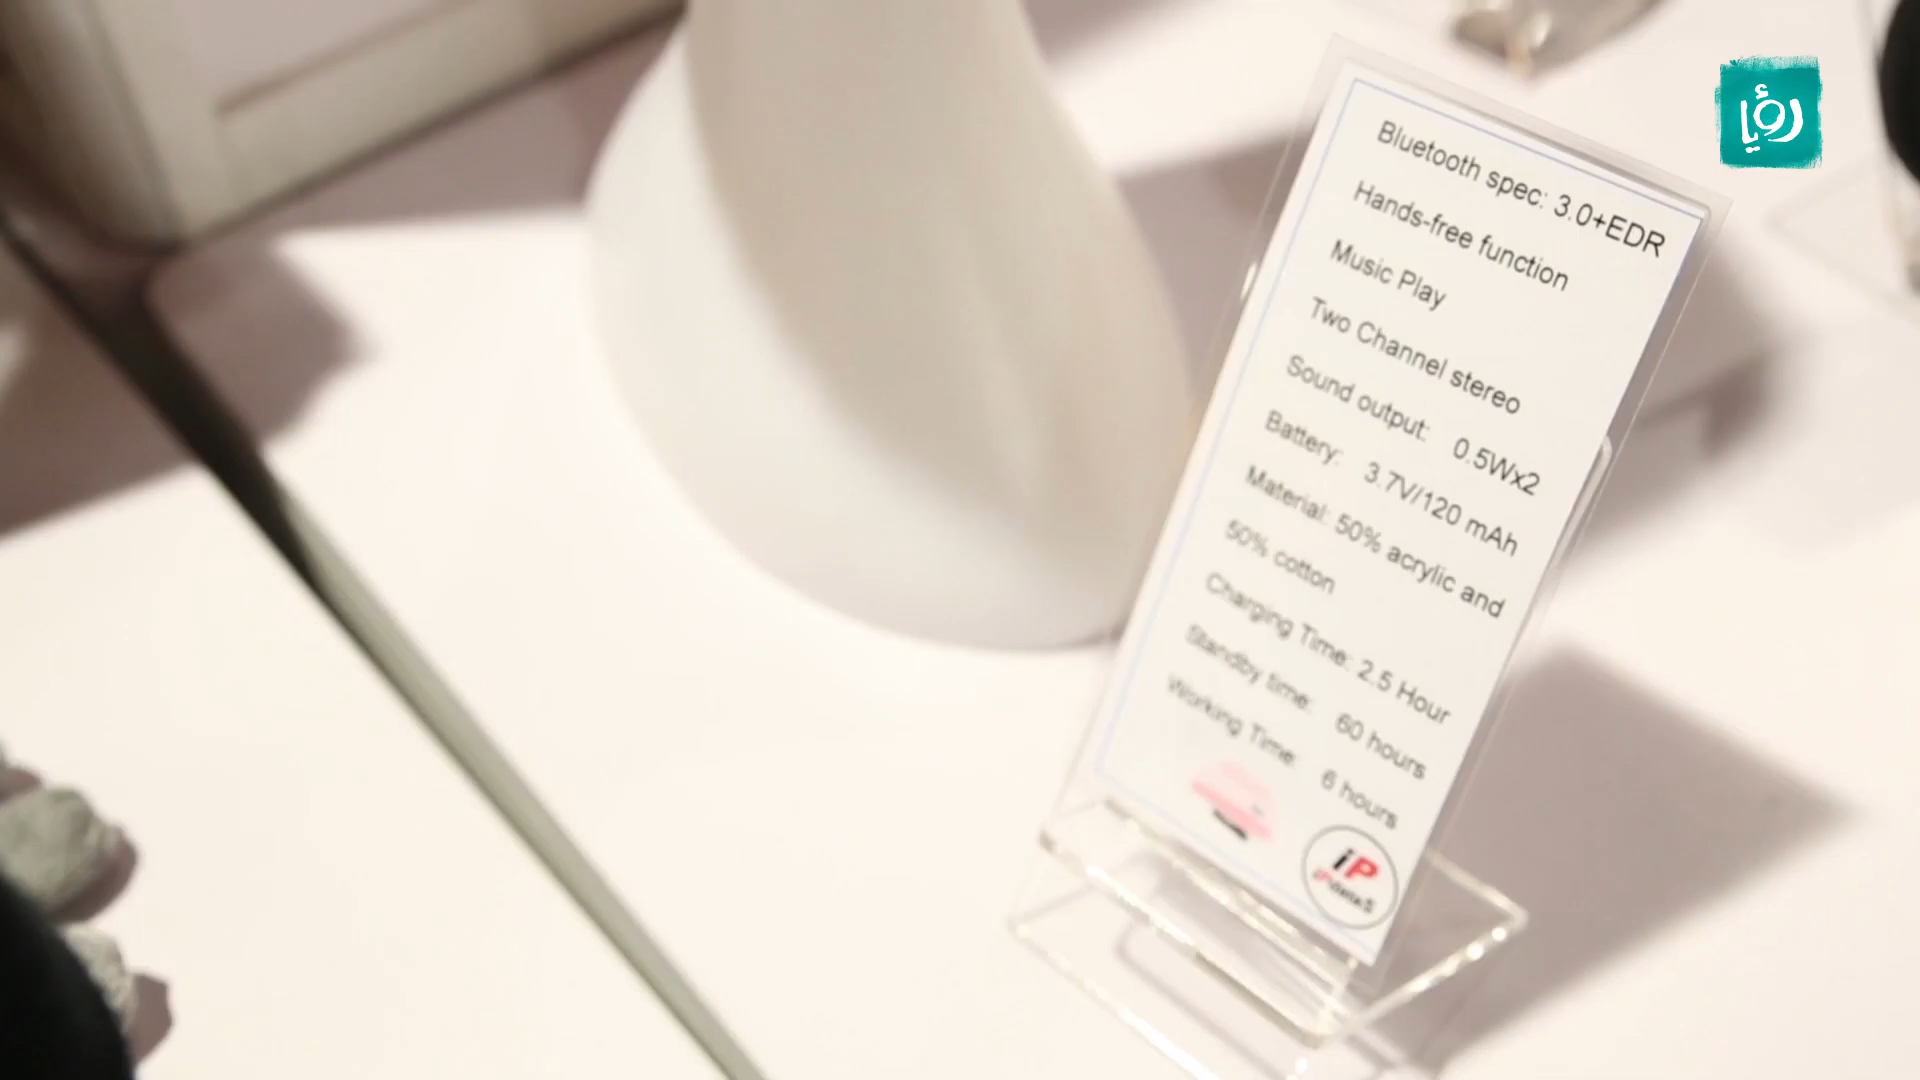 رؤيا
Bluetooth spec: 3.0+EDR
Hands-free function
Music Play
Two Channel stereo
Sound output: 0.5Wx2
Battery: 3.7V/120 mAh
Material: 50% acrylic and
50% cotton
Charging Time: 2.5 Hour
Standby time: 60 hours
Working Time: 6 hours
iP